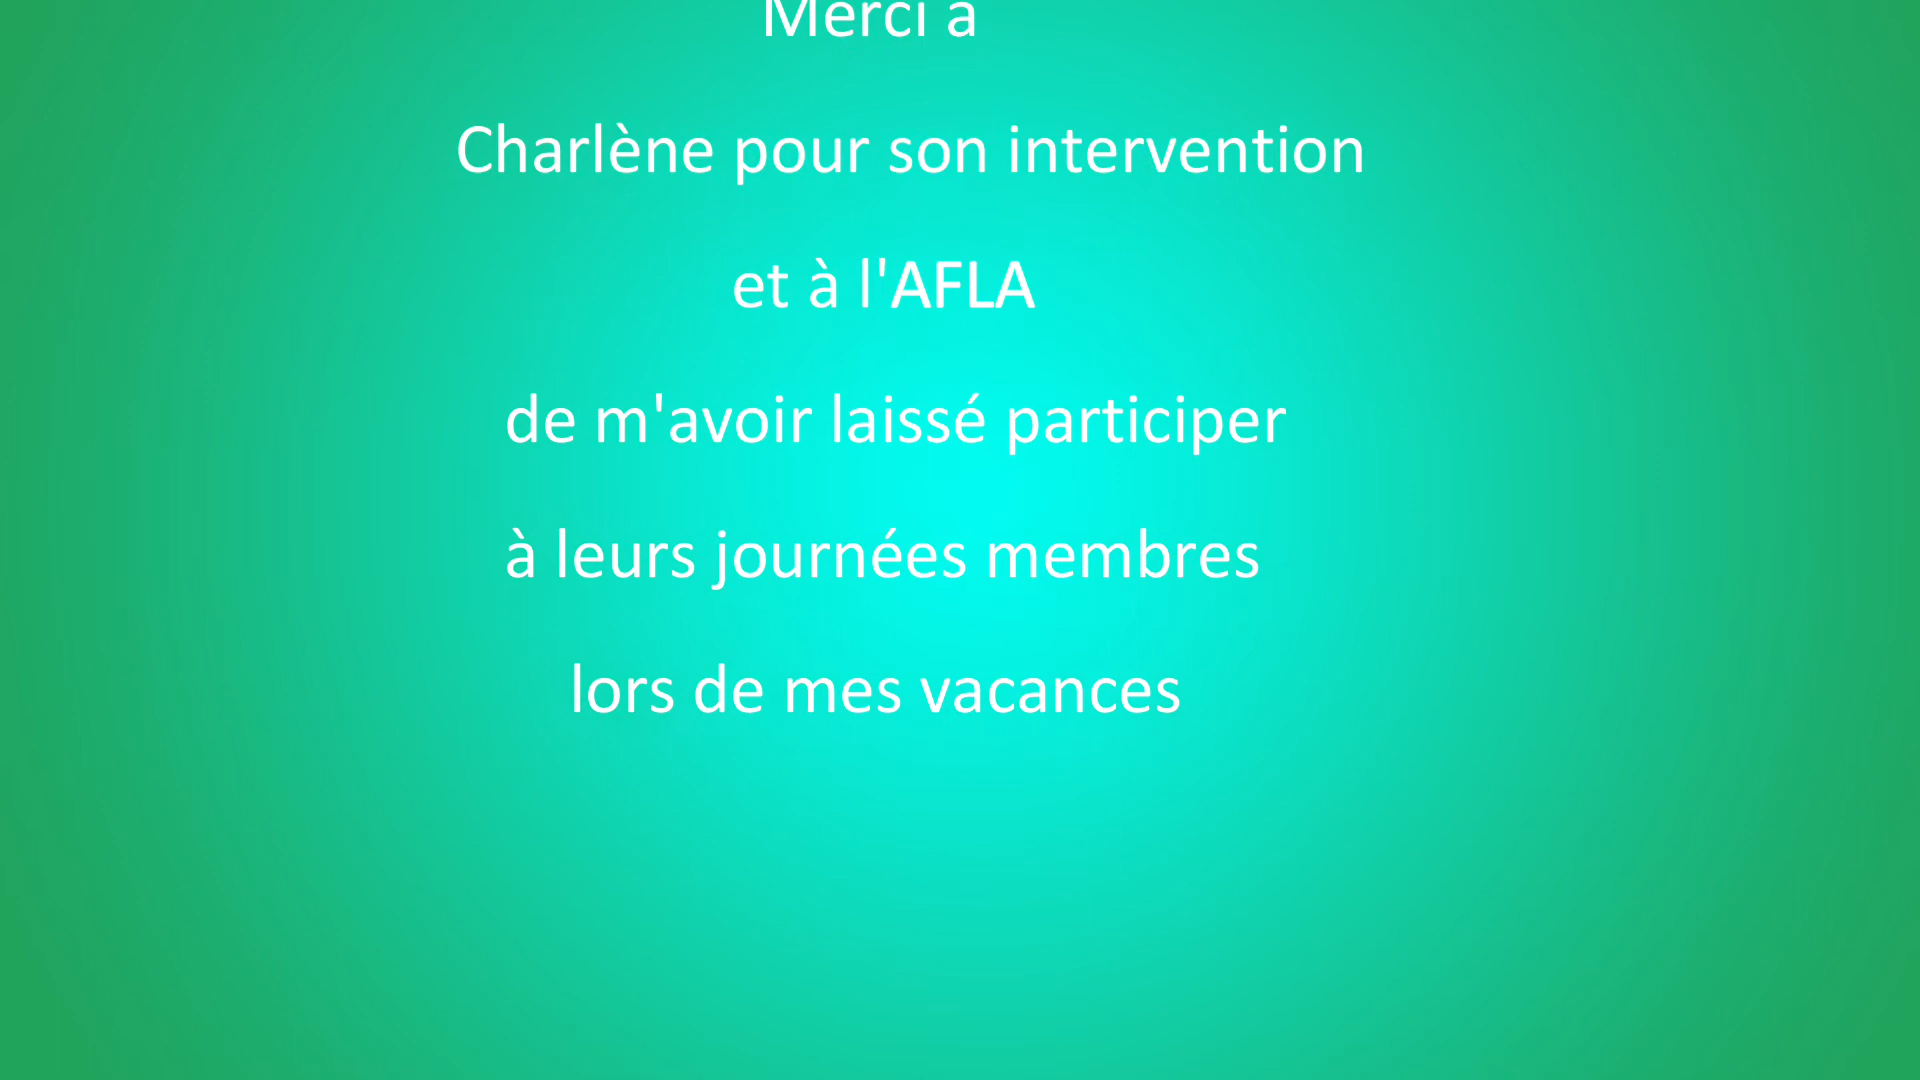 Merci à
Charlène pour son intervention
et à l'AFLA
de m'avoir laissé participer
à leurs journées membres
lors de mes vacances